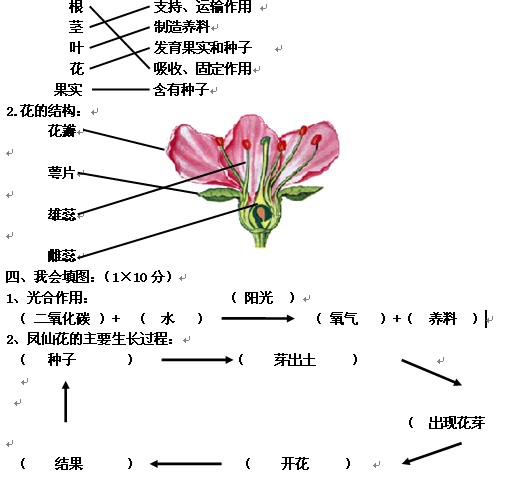 根 支持、运输作用
茎 制造养料
叶 发育果实和种子
花 吸收、固定作用
果实 含有种子
2.花的结构：
花瓣
萼片
雄蕊
雌蕊
四、我会填图：（1×10 分）
1、光合作用： （ 阳光 ）
（ 二氧化碳 ）+ （ 水 ） （ 氧气 ）+（ 养料 ）
2、凤仙花的主要生长过程：
（ 种子 ） （ 芽出土 ）
（ 出现花芽
（ 结果 ） （ 开花 ）